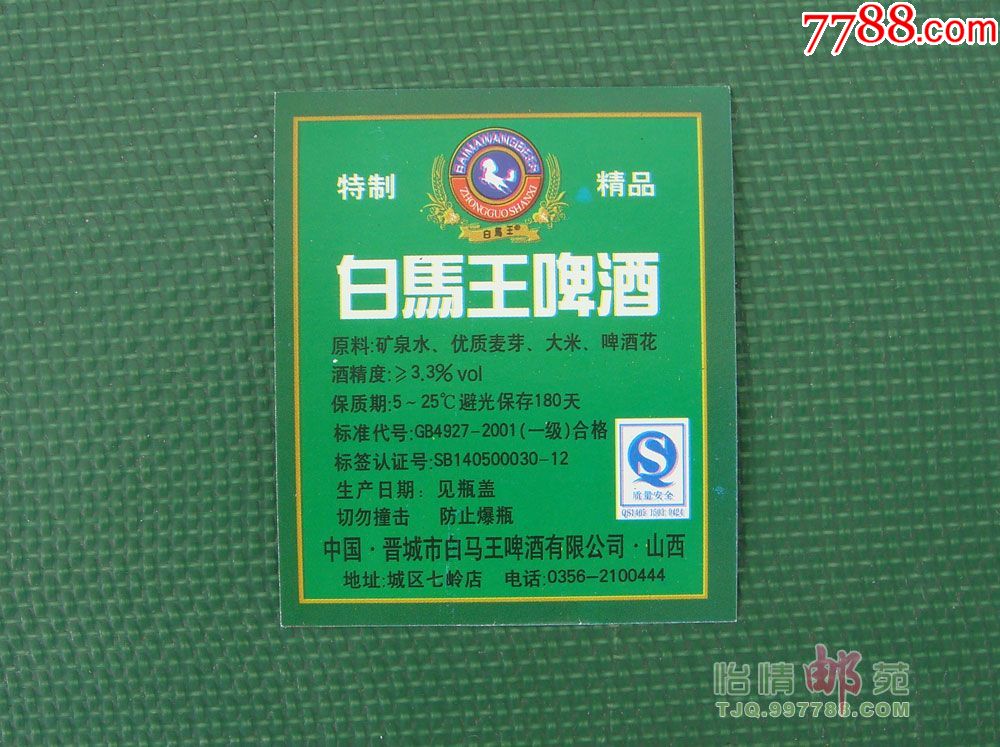 7788.com
BAIMAWANGBEER
特制
精品
ZHONGGUO SHANXI
白馬王
白馬王啤酒
原料:矿泉水、优质麦芽、大米、啤酒花
酒精度:≥3.3% vol
保质期:5~25℃避光保存180天
标准代号:GB4927-2001(一级)合格
标签认证号:SB140500030-12
生产日期: 见瓶盖
切勿撞击 防止爆瓶
质量安全
QS1405 1503 0424
中国·晋城市白马王啤酒有限公司·山西
地址:城区七岭店 电话:0356-2100444
怡情邮苑
TJQ.997788.COM